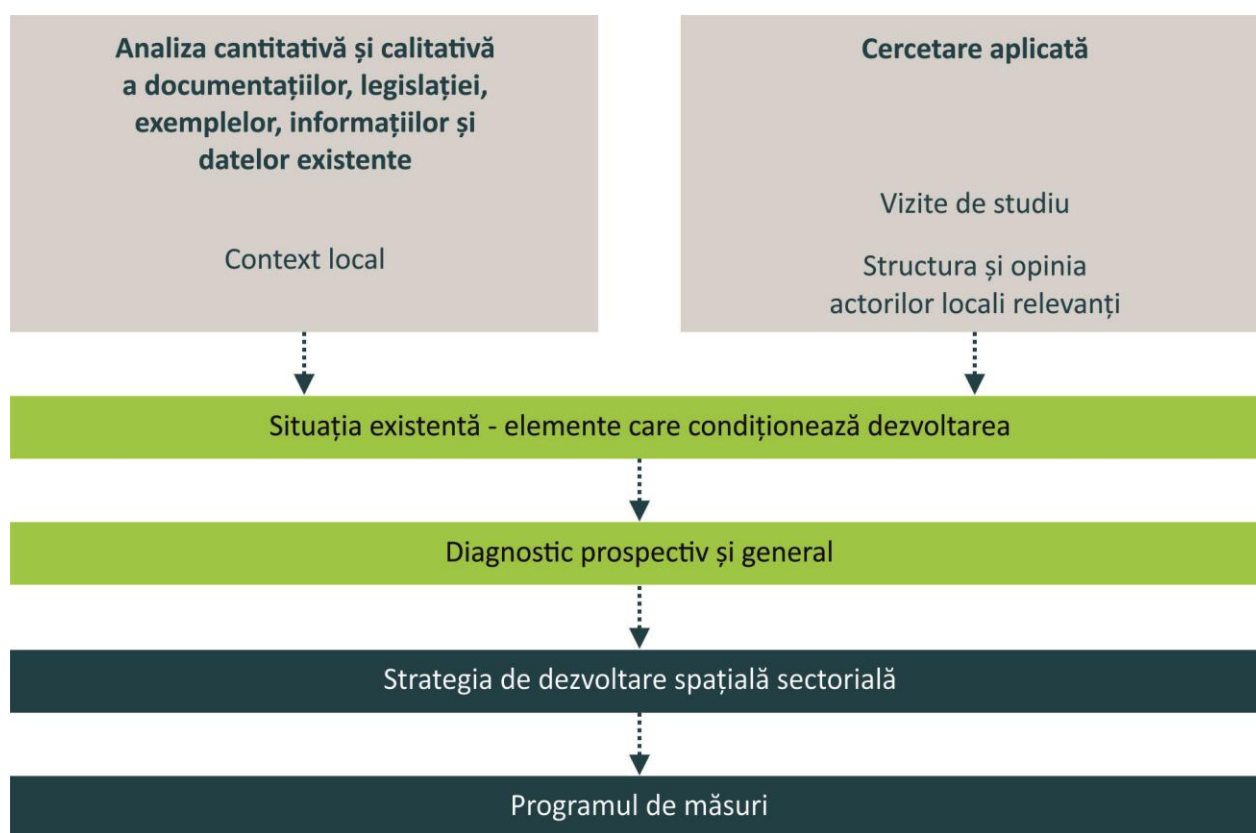 Analiza cantitativă și calitativă
a documentațiilor, legislației,
exemplelor, informațiilor și
datelor existente
Context local
Cercetare aplicată
Vizite de studiu
Structura și opinia
actorilor locali relevanți
Situația existentă - elemente care condiționează dezvoltarea
Diagnostic prospectiv și general
Strategia de dezvoltare spațială sectorială
Programul de măsuri